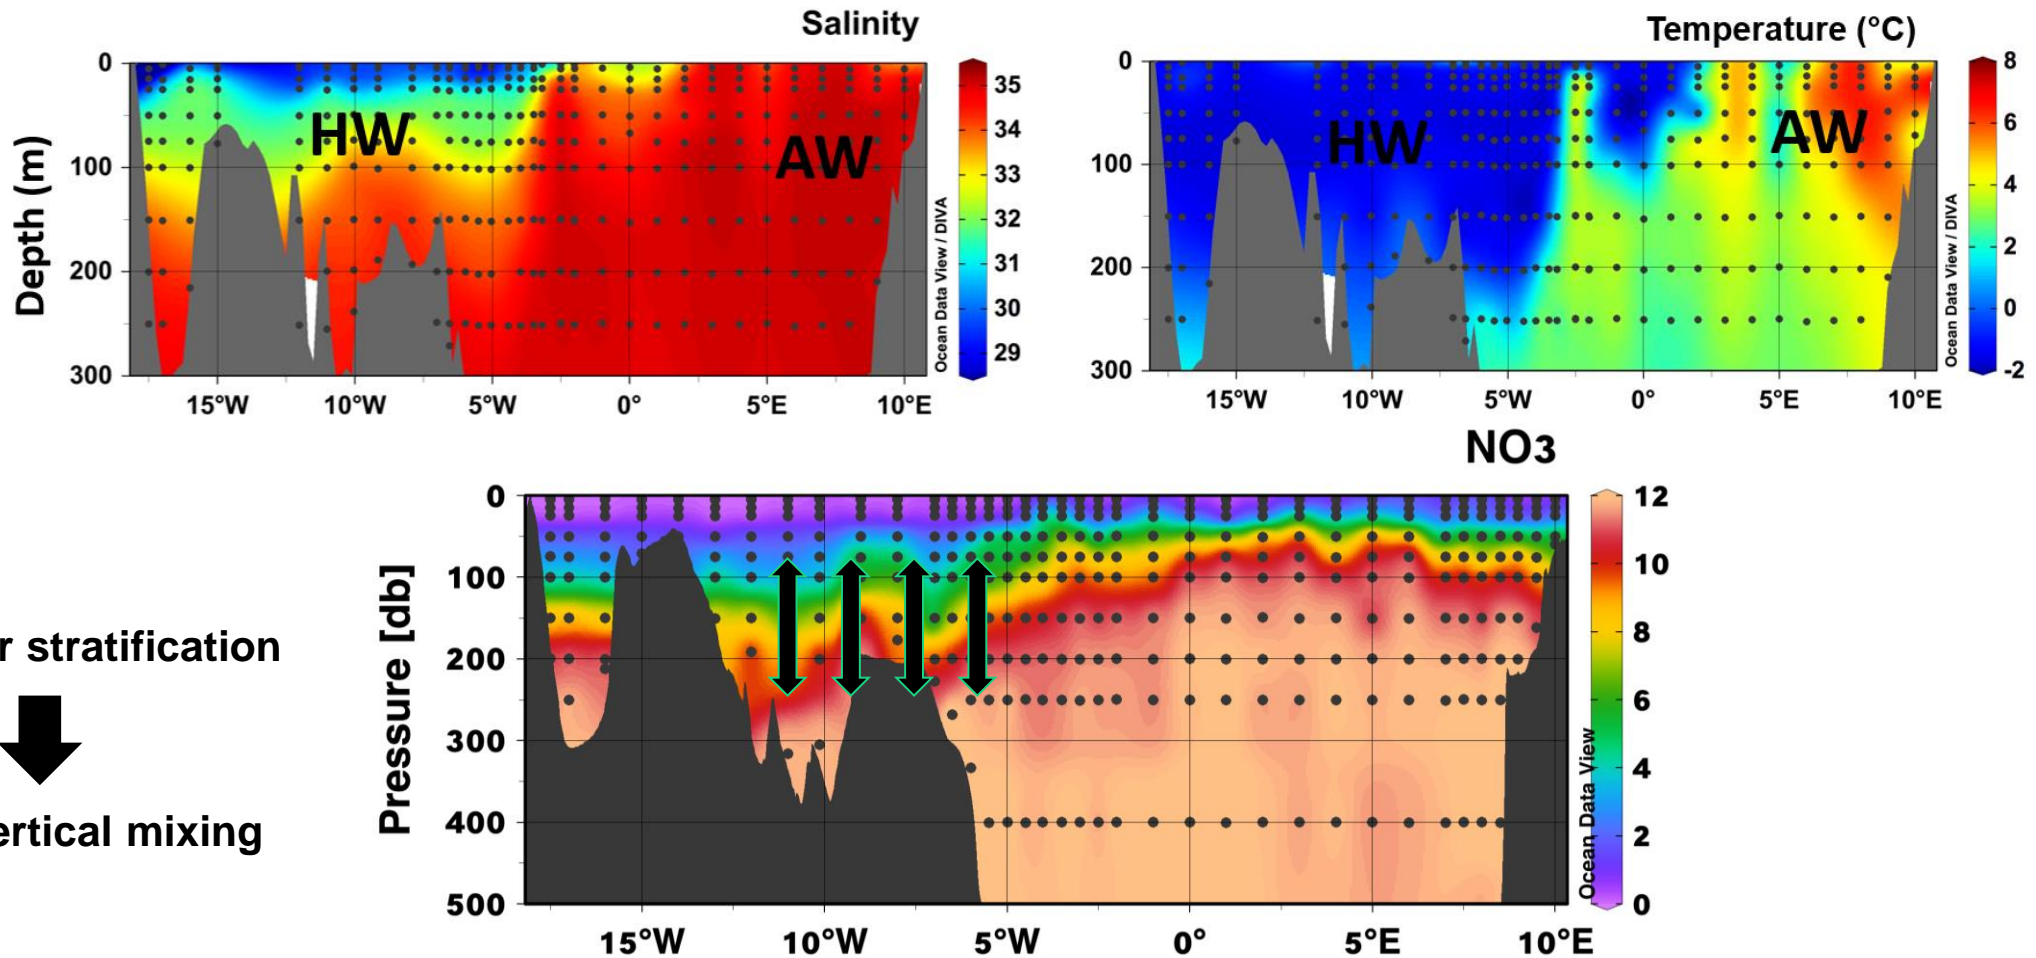 Salinity
0
100
200
300
Depth (m)
HW
AW
15°W
10°W
5°W
0°
5°E
10°E
35
34
33
32
31
30
29
Ocean Data View / DIVA
Temperature (°C)
0
100
200
300
HW
AW
15°W
10°W
5°W
0°
5°E
10°E
8
6
4
2
0
-2
Ocean Data View / DIVA
NO3
0
100
200
300
400
500
Pressure [db]
15°W
10°W
5°W
0°
5°E
10°E
12
10
8
6
4
2
0
Ocean Data View
r stratification
ertical mixing